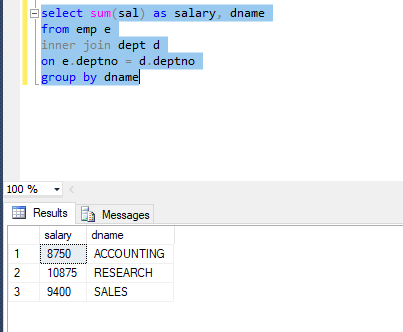 select sum(sal) as salary, dname
from emp e
inner join dept d
on e.deptno = d.deptno
group by dname
100 %
Results Messages
salary dname
1 8750 ACCOUNTING
2 10875 RESEARCH
3 9400 SALES